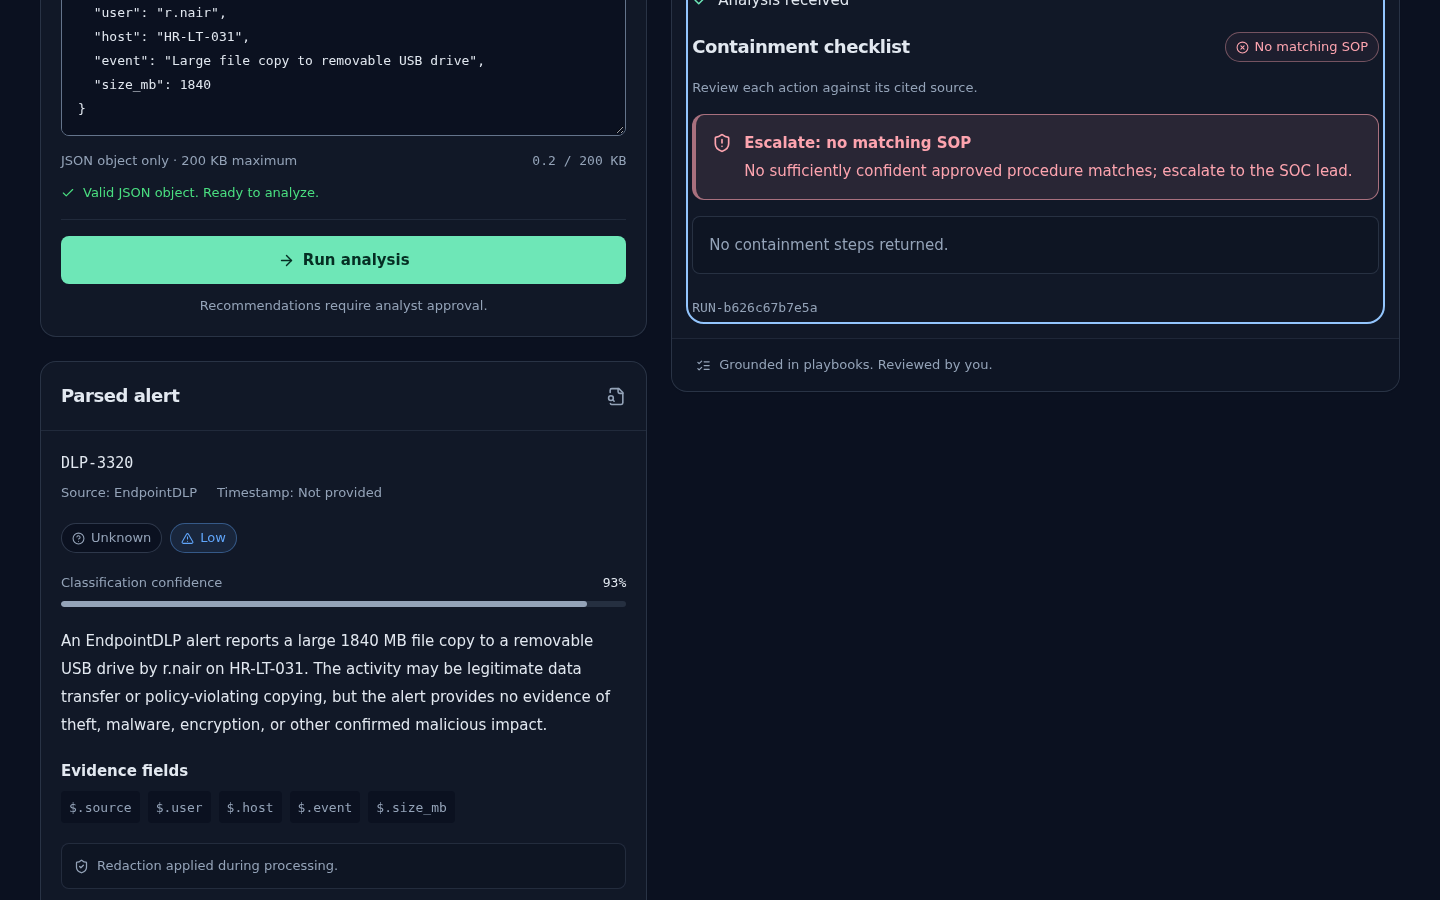 "user": "r.nair",
"host": "HR-LT-031",
"event": "Large file copy to removable USB drive",
"size_mb": 1840
}
JSON object only · 200 KB maximum
0.2 / 200 KB
Valid JSON object. Ready to analyze.
Run analysis
Recommendations require analyst approval.
Parsed alert
DLP-3320
Source: EndpointDLP Timestamp: Not provided
Unknown Low
Classification confidence 93%
An EndpointDLP alert reports a large 1840 MB file copy to a removable
USB drive by r.nair on HR-LT-031. The activity may be legitimate data
transfer or policy-violating copying, but the alert provides no evidence of
theft, malware, encryption, or other confirmed malicious impact.
Evidence fields
$.source $.user $.host $.event $.size_mb
Redaction applied during processing.
Analysis received
Containment checklist
No matching SOP
Review each action against its cited source.
Escalate: no matching SOP
No sufficiently confident approved procedure matches; escalate to the SOC lead.
No containment steps returned.
RUN-b626c67b7e5a
Grounded in playbooks. Reviewed by you.